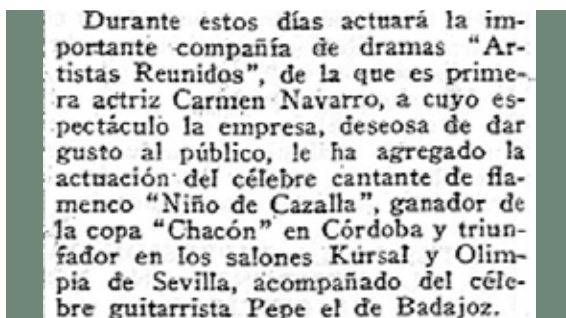 Durante estos días actuará la im-
portante compañía de dramas "Ar-
tistas Reunidos", de la que es prime-
ra actriz Carmen Navarro, a cuyo es-
pectáculo la empresa, deseosa de dar
gusto al público, le ha agregado la
actuación del célebre cantante de fla-
menco "Niño de Cazalla", ganador de
la copa "Chacón" en Córdoba y triun-
fador en los salones Kursal y Olim-
pia de Sevilla, acompañado del céle-
bre guitarrista Pepe el de Badajoz.